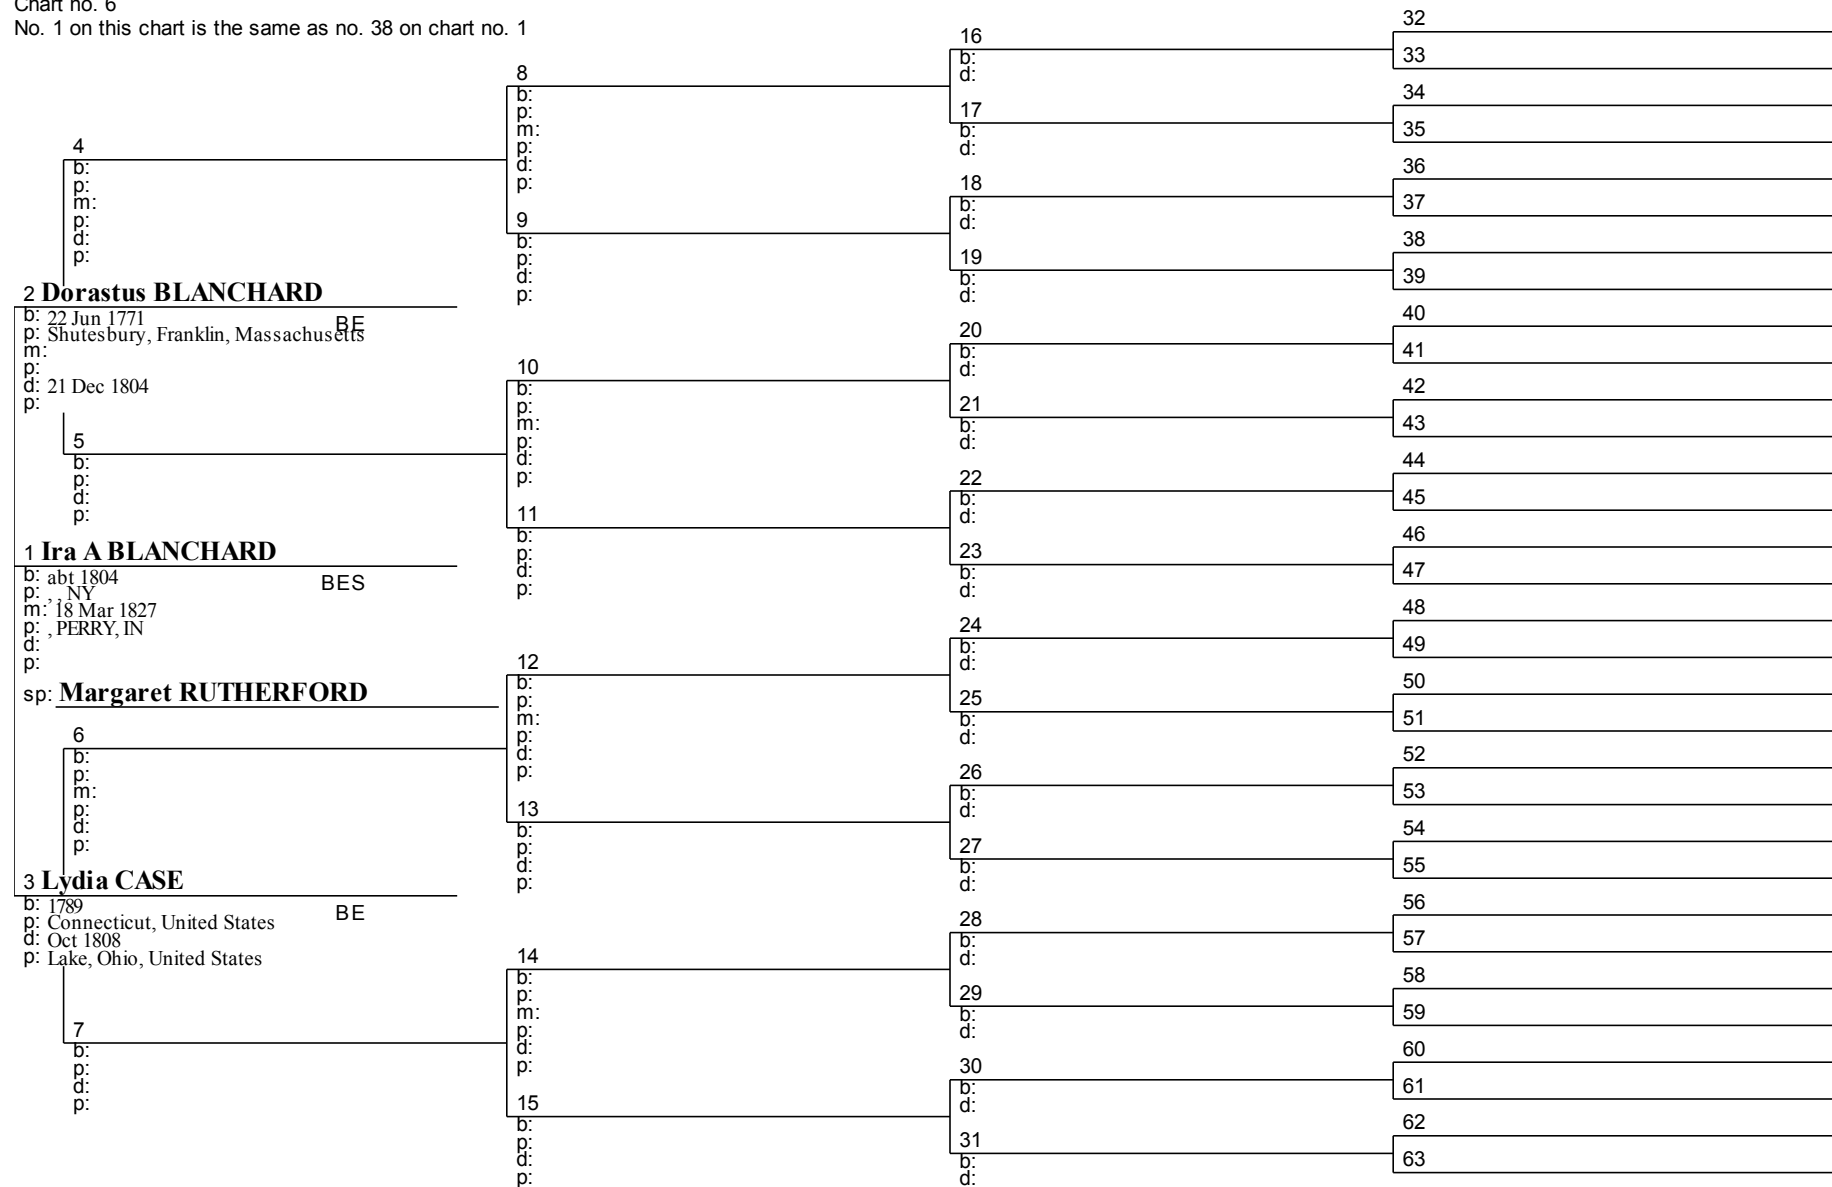 Chart no. 6
No. 1 on this chart is the same as no. 38 on chart no. 1
4
b:
p:
m:
p:
d:
p:
2 Dorastus BLANCHARD
b: 22 Jun 1771 BE
p: Shutesbury, Franklin, Massachusetts
m:
p:
d: 21 Dec 1804
p:
5
b:
p:
d:
p:
1 Ira A BLANCHARD
b: abt 1804 BES
p: , , NY
m: 18 Mar 1827
p: , PERRY, IN
d:
p:
sp: Margaret RUTHERFORD
6
b:
p:
m:
p:
d:
p:
3 Lydia CASE
b: 1789 BE
p: Connecticut, United States
d: Oct 1808
p: Lake, Ohio, United States
7
b:
p:
d:
p:
8
b:
p:
m:
p:
d:
p:
9
b:
p:
d:
p:
10
b:
p:
m:
p:
d:
p:
11
b:
p:
d:
p:
12
b:
p:
m:
p:
d:
p:
13
b:
p:
d:
p:
14
b:
p:
m:
p:
d:
p:
15
b:
p:
d:
p:
16
b:
d:
17
b:
d:
18
b:
d:
19
b:
d:
20
b:
d:
21
b:
d:
22
b:
d:
23
b:
d:
24
b:
d:
25
b:
d:
26
b:
d:
27
b:
d:
28
b:
d:
29
b:
d:
30
b:
d:
31
b:
d:
32
33
34
35
36
37
38
39
40
41
42
43
44
45
46
47
48
49
50
51
52
53
54
55
56
57
58
59
60
61
62
63